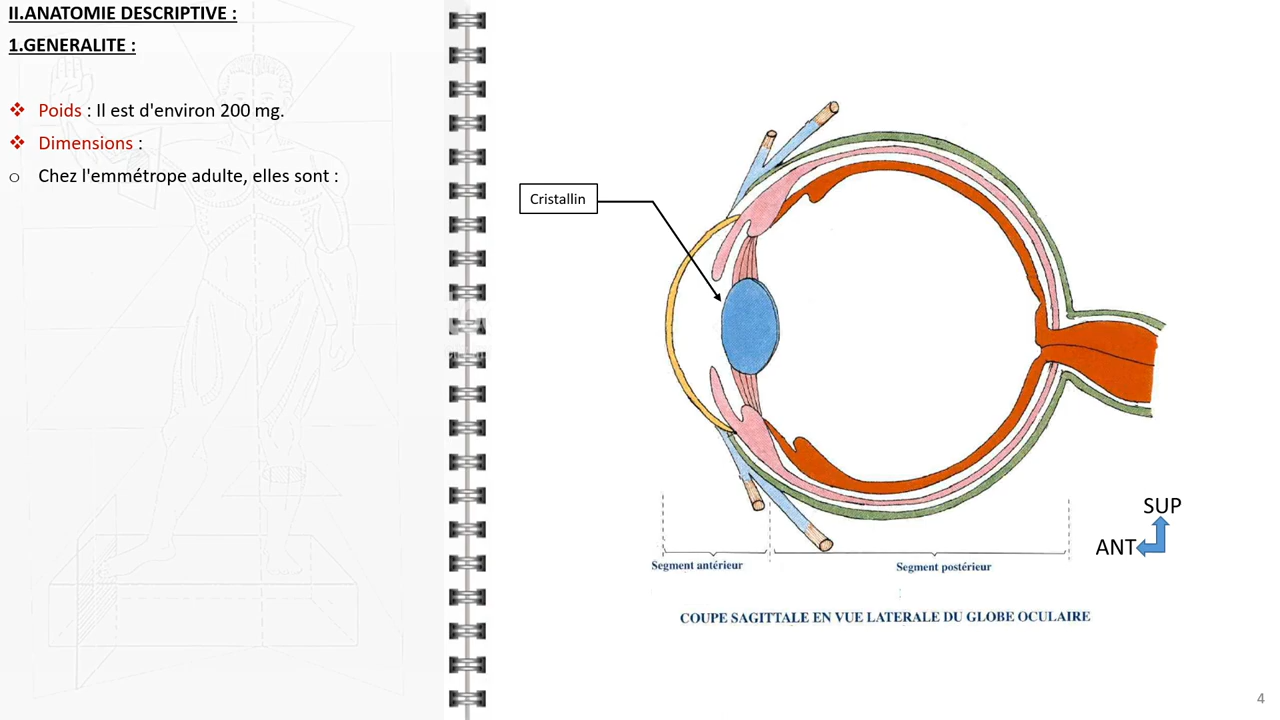 II.ANATOMIE DESCRIPTIVE :
1.GENERALITE :
❖ Poids : Il est d'environ 200 mg.
❖ Dimensions :
o Chez l'emmétrope adulte, elles sont :
Cristallin
SUP
ANT
Segment antérieur
Segment postérieur
COUPE SAGITTALE EN VUE LATERALE DU GLOBE OCULAIRE
4